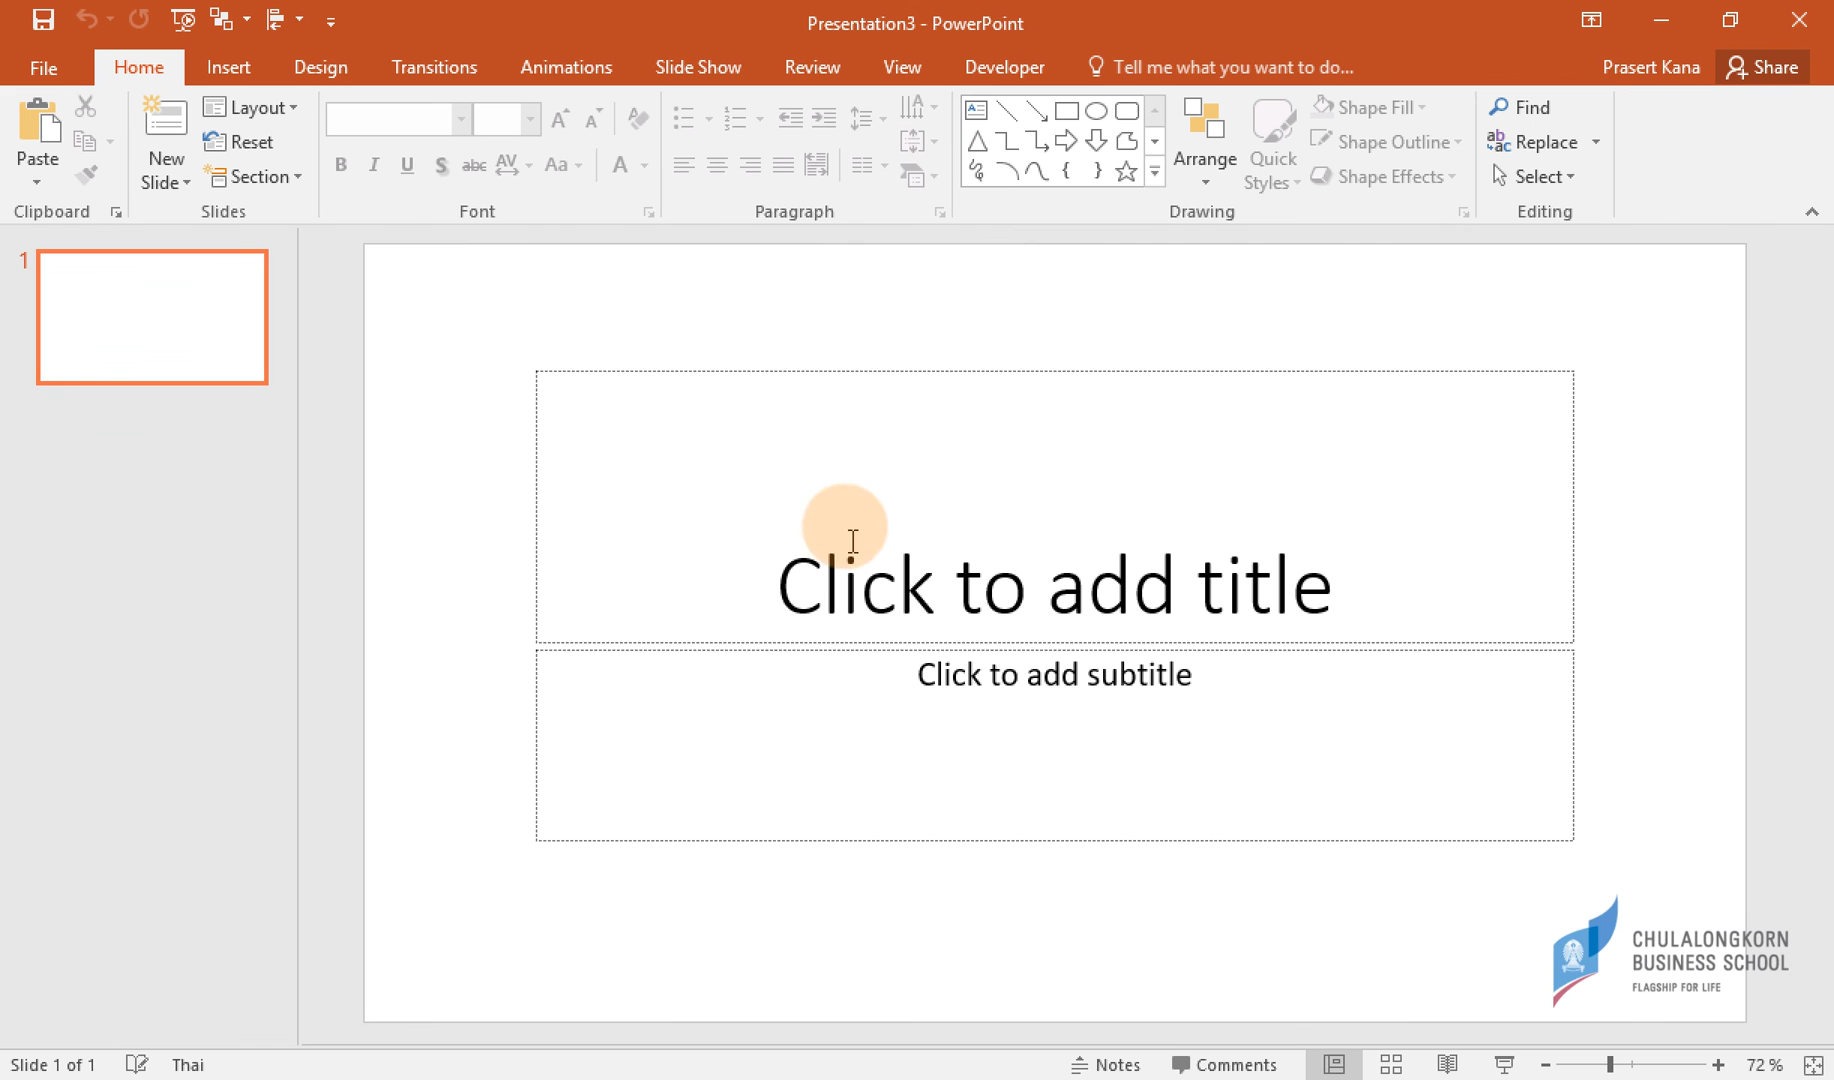 Presentation3 - PowerPoint
File Home Insert Design Transitions Animations Slide Show Review View Developer Tell me what you want to do... Prasert Kana Share
Paste
Clipboard
New Slide
Layout
Reset
Section
Slides
B I U S abc AV Aa A
Font
Paragraph
Arrange
Quick Styles
Shape Fill
Shape Outline
Shape Effects
Drawing
Find
Replace
Select
Editing
1
Click to add title
Click to add subtitle
CHULALONGKORN
BUSINESS SCHOOL
FLAGSHIP FOR LIFE
Slide 1 of 1 Thai Notes Comments 72 %